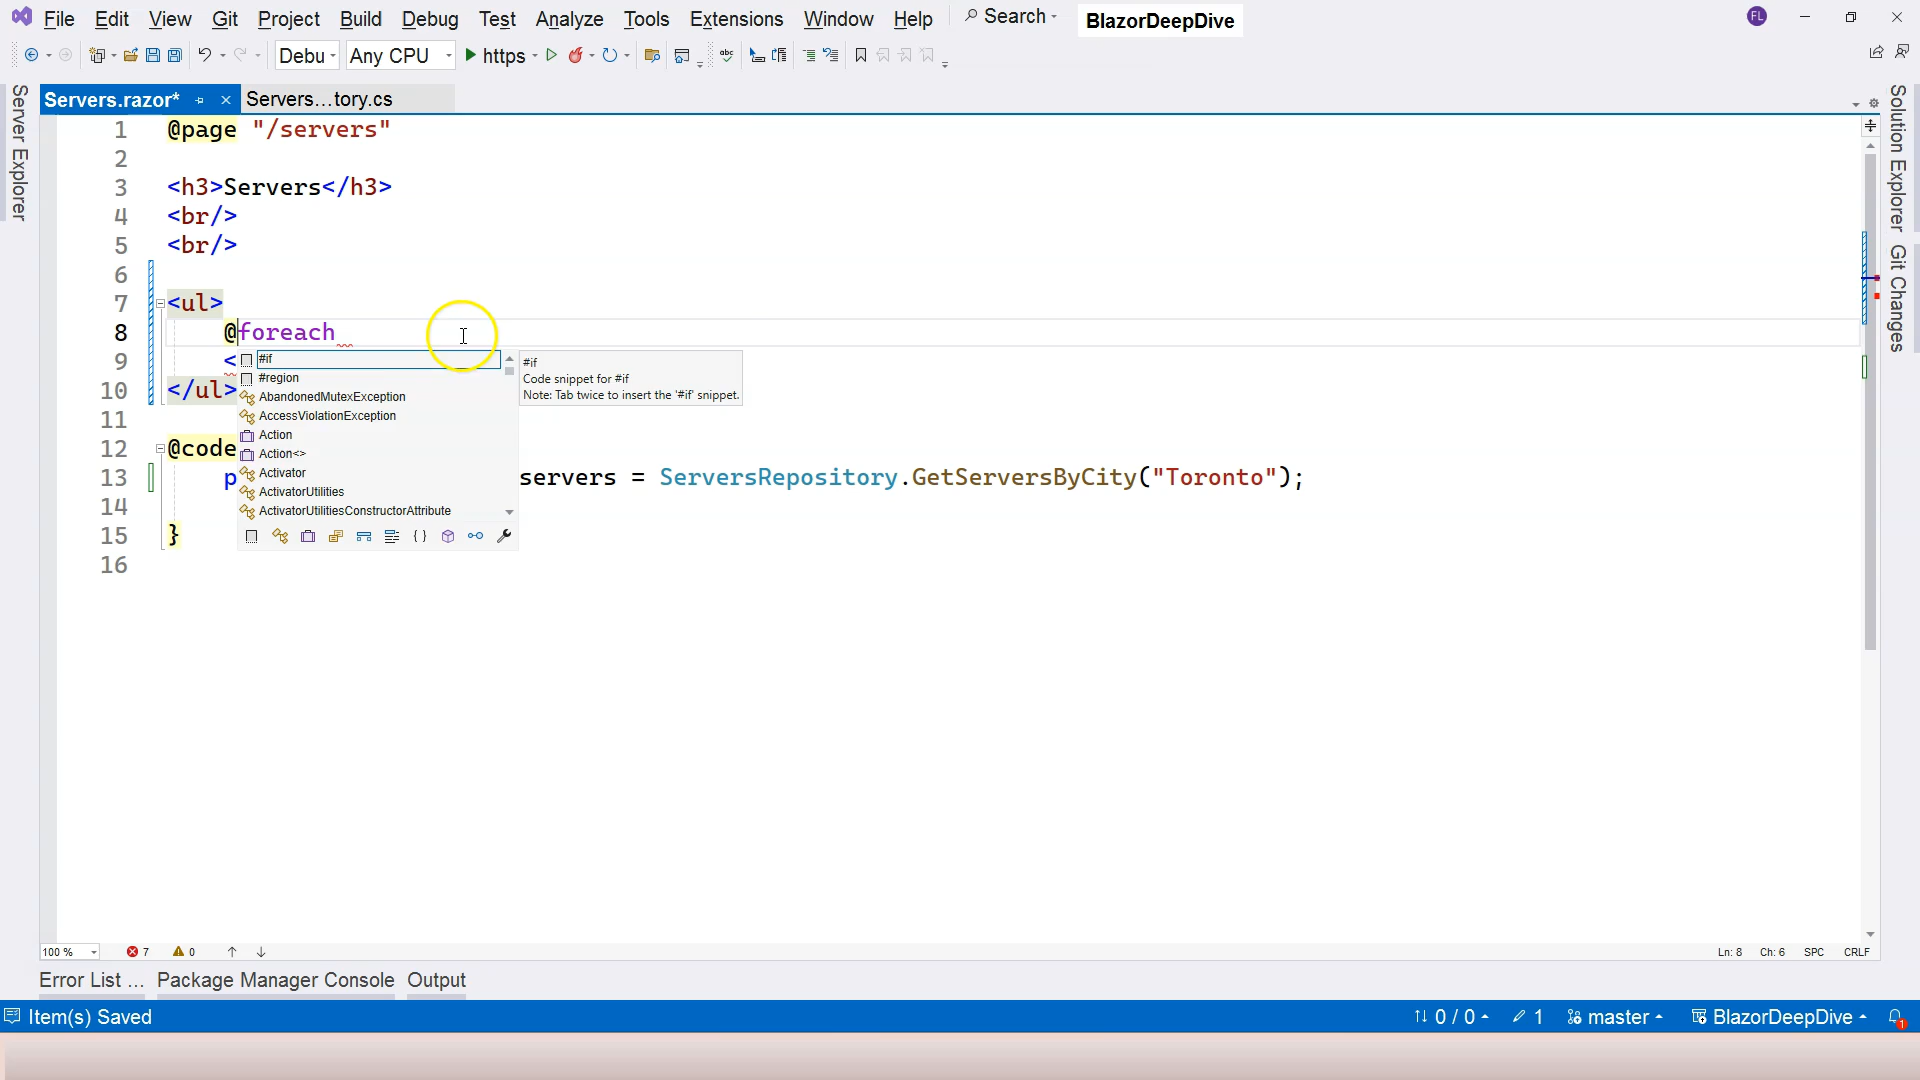 File Edit View Git Project Build Debug Test Analyze Tools Extensions Window Help Search BlazorDeepDive FL
Debu Any CPU https abc
Servers.razor* Servers...tory.cs
Server Explorer
Solution Explorer
Git Changes
1 @page "/servers"
2
3 <h3>Servers</h3>
4 <br/>
5 <br/>
6
7 <ul>
8 @foreach
9 <
10 </ul>
11
12 @code
13 p servers = ServersRepository.GetServersByCity("Toronto");
14
15 }
16
#if
#region
AbandonedMutexException
AccessViolationException
Action
Action<>
Activator
ActivatorUtilities
ActivatorUtilitiesConstructorAttribute
#if
Code snippet for #if
Note: Tab twice to insert the '#if' snippet.
100 % 7 0 Ln: 8 Ch: 6 SPC CRLF
Error List ... Package Manager Console Output
Item(s) Saved 0 / 0 1 master BlazorDeepDive 1